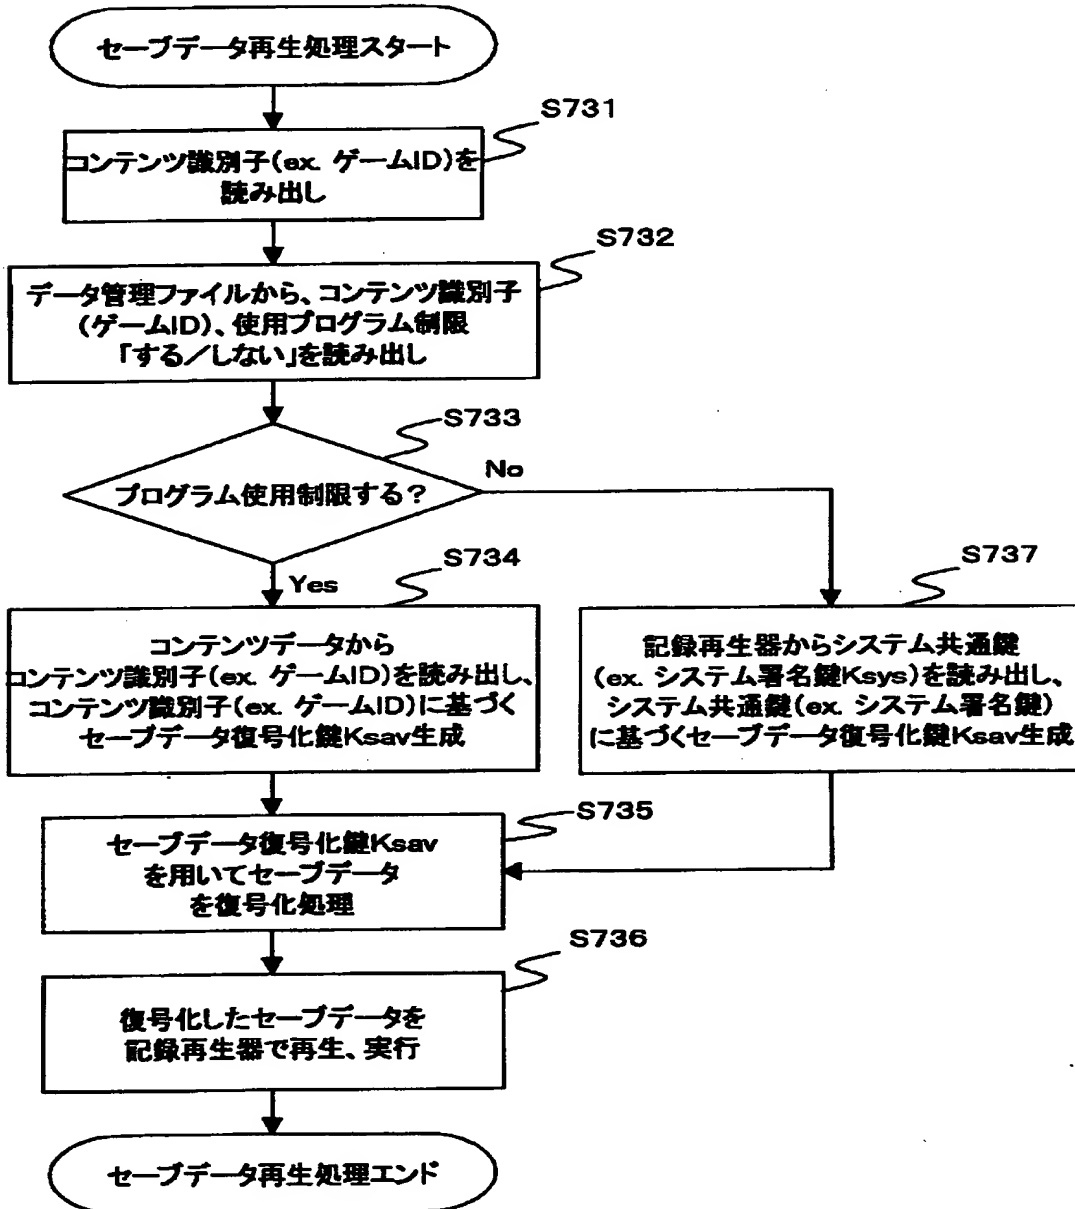 セーブデータ再生処理スタート
S731
コンテンツ識別子(ex. ゲームID)を
読み出し
S732
データ管理ファイルから、コンテンツ識別子
(ゲームID)、使用プログラム制限
「する／しない」を読み出し
S733
プログラム使用制限する?
No
Yes
S734
コンテンツデータから
コンテンツ識別子(ex. ゲームID)を読み出し、
コンテンツ識別子(ex. ゲームID)に基づく
セーブデータ復号化鍵Ksav生成
S737
記録再生器からシステム共通鍵
(ex. システム署名鍵Ksys)を読み出し、
システム共通鍵(ex. システム署名鍵)
に基づくセーブデータ復号化鍵Ksav生成
S735
セーブデータ復号化鍵Ksav
を用いてセーブデータ
を復号化処理
S736
復号化したセーブデータを
記録再生器で再生、実行
セーブデータ再生処理エンド